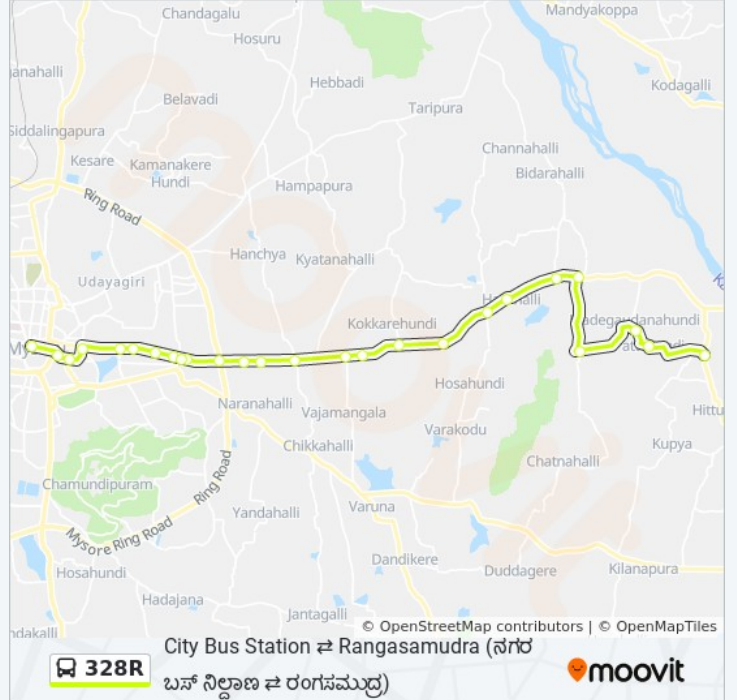 Chandagalu
Mandyakoppa
Hosuru
Hebbadi
Kodagalli
Belavadi
Taripura
Siddalingapura
Channahalli
Kesare
Kamanakere
Hundi
Bidarahalli
Hampapura
Ring Road
Hanchya
Kyatanahalli
Udayagiri
Kokkarehundi
Hosahundi
Naranahalli
Vajamangala
Hittu
Varakodu
Chikkahalli
Kupya
Chatnahalli
Ring Road
Chamundipuram
Varuna
Yandahalli
Mysore Ring Road
Dandikere
Hosahundi
Duddagere
Kilanapura
Hadajana
Jantagalli
© OpenStreetMap contributors | © OpenMapTiles
City Bus Station ⇄ Rangasamudra (ನಗರ
328R
ಬಸ್ ನಿಲ್ದಾಣ ⇄ ರಂಗಸಮುದ್ರ)
moovit